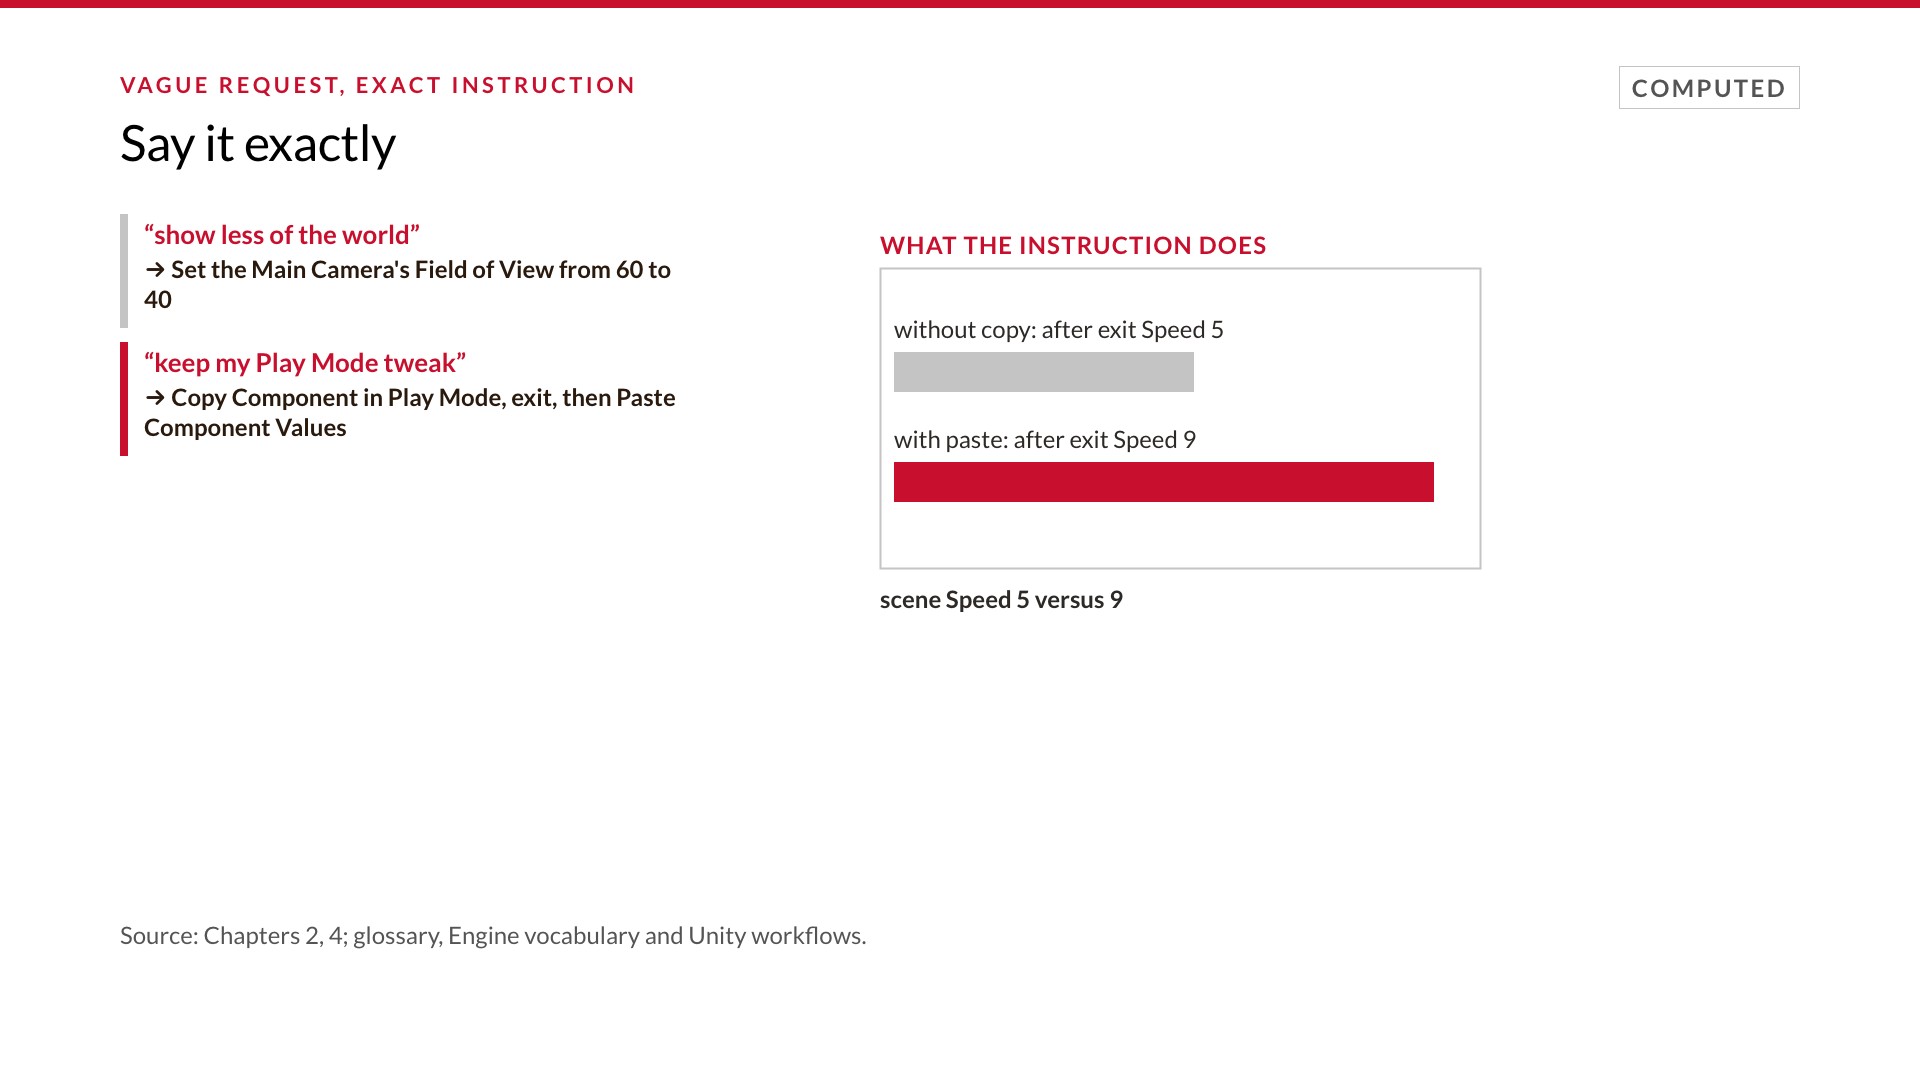 VAGUE REQUEST, EXACT INSTRUCTION
COMPUTED
Say it exactly
“show less of the world”
→ Set the Main Camera's Field of View from 60 to
40
“keep my Play Mode tweak”
→ Copy Component in Play Mode, exit, then Paste
Component Values
WHAT THE INSTRUCTION DOES
without copy: after exit Speed 5
with paste: after exit Speed 9
scene Speed 5 versus 9
Source: Chapters 2, 4; glossary, Engine vocabulary and Unity workflows.